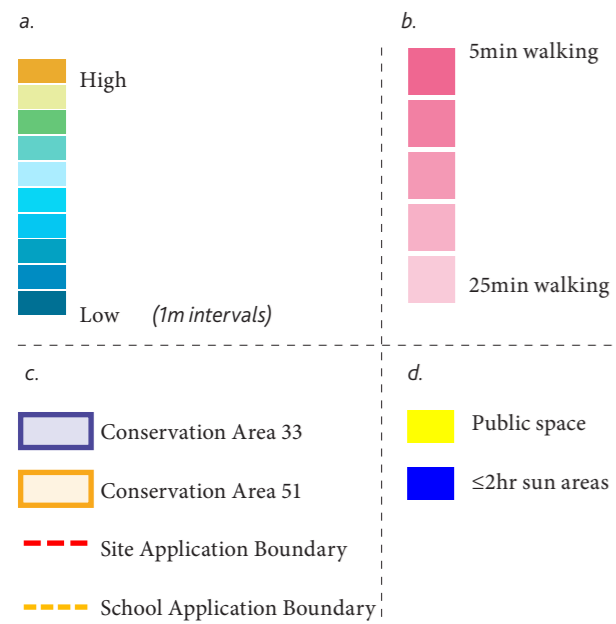 a.
High
Low (1m intervals)
b.
5min walking
25min walking
c.
Conservation Area 33
Conservation Area 51
Site Application Boundary
School Application Boundary
d.
Public space
≤2hr sun areas